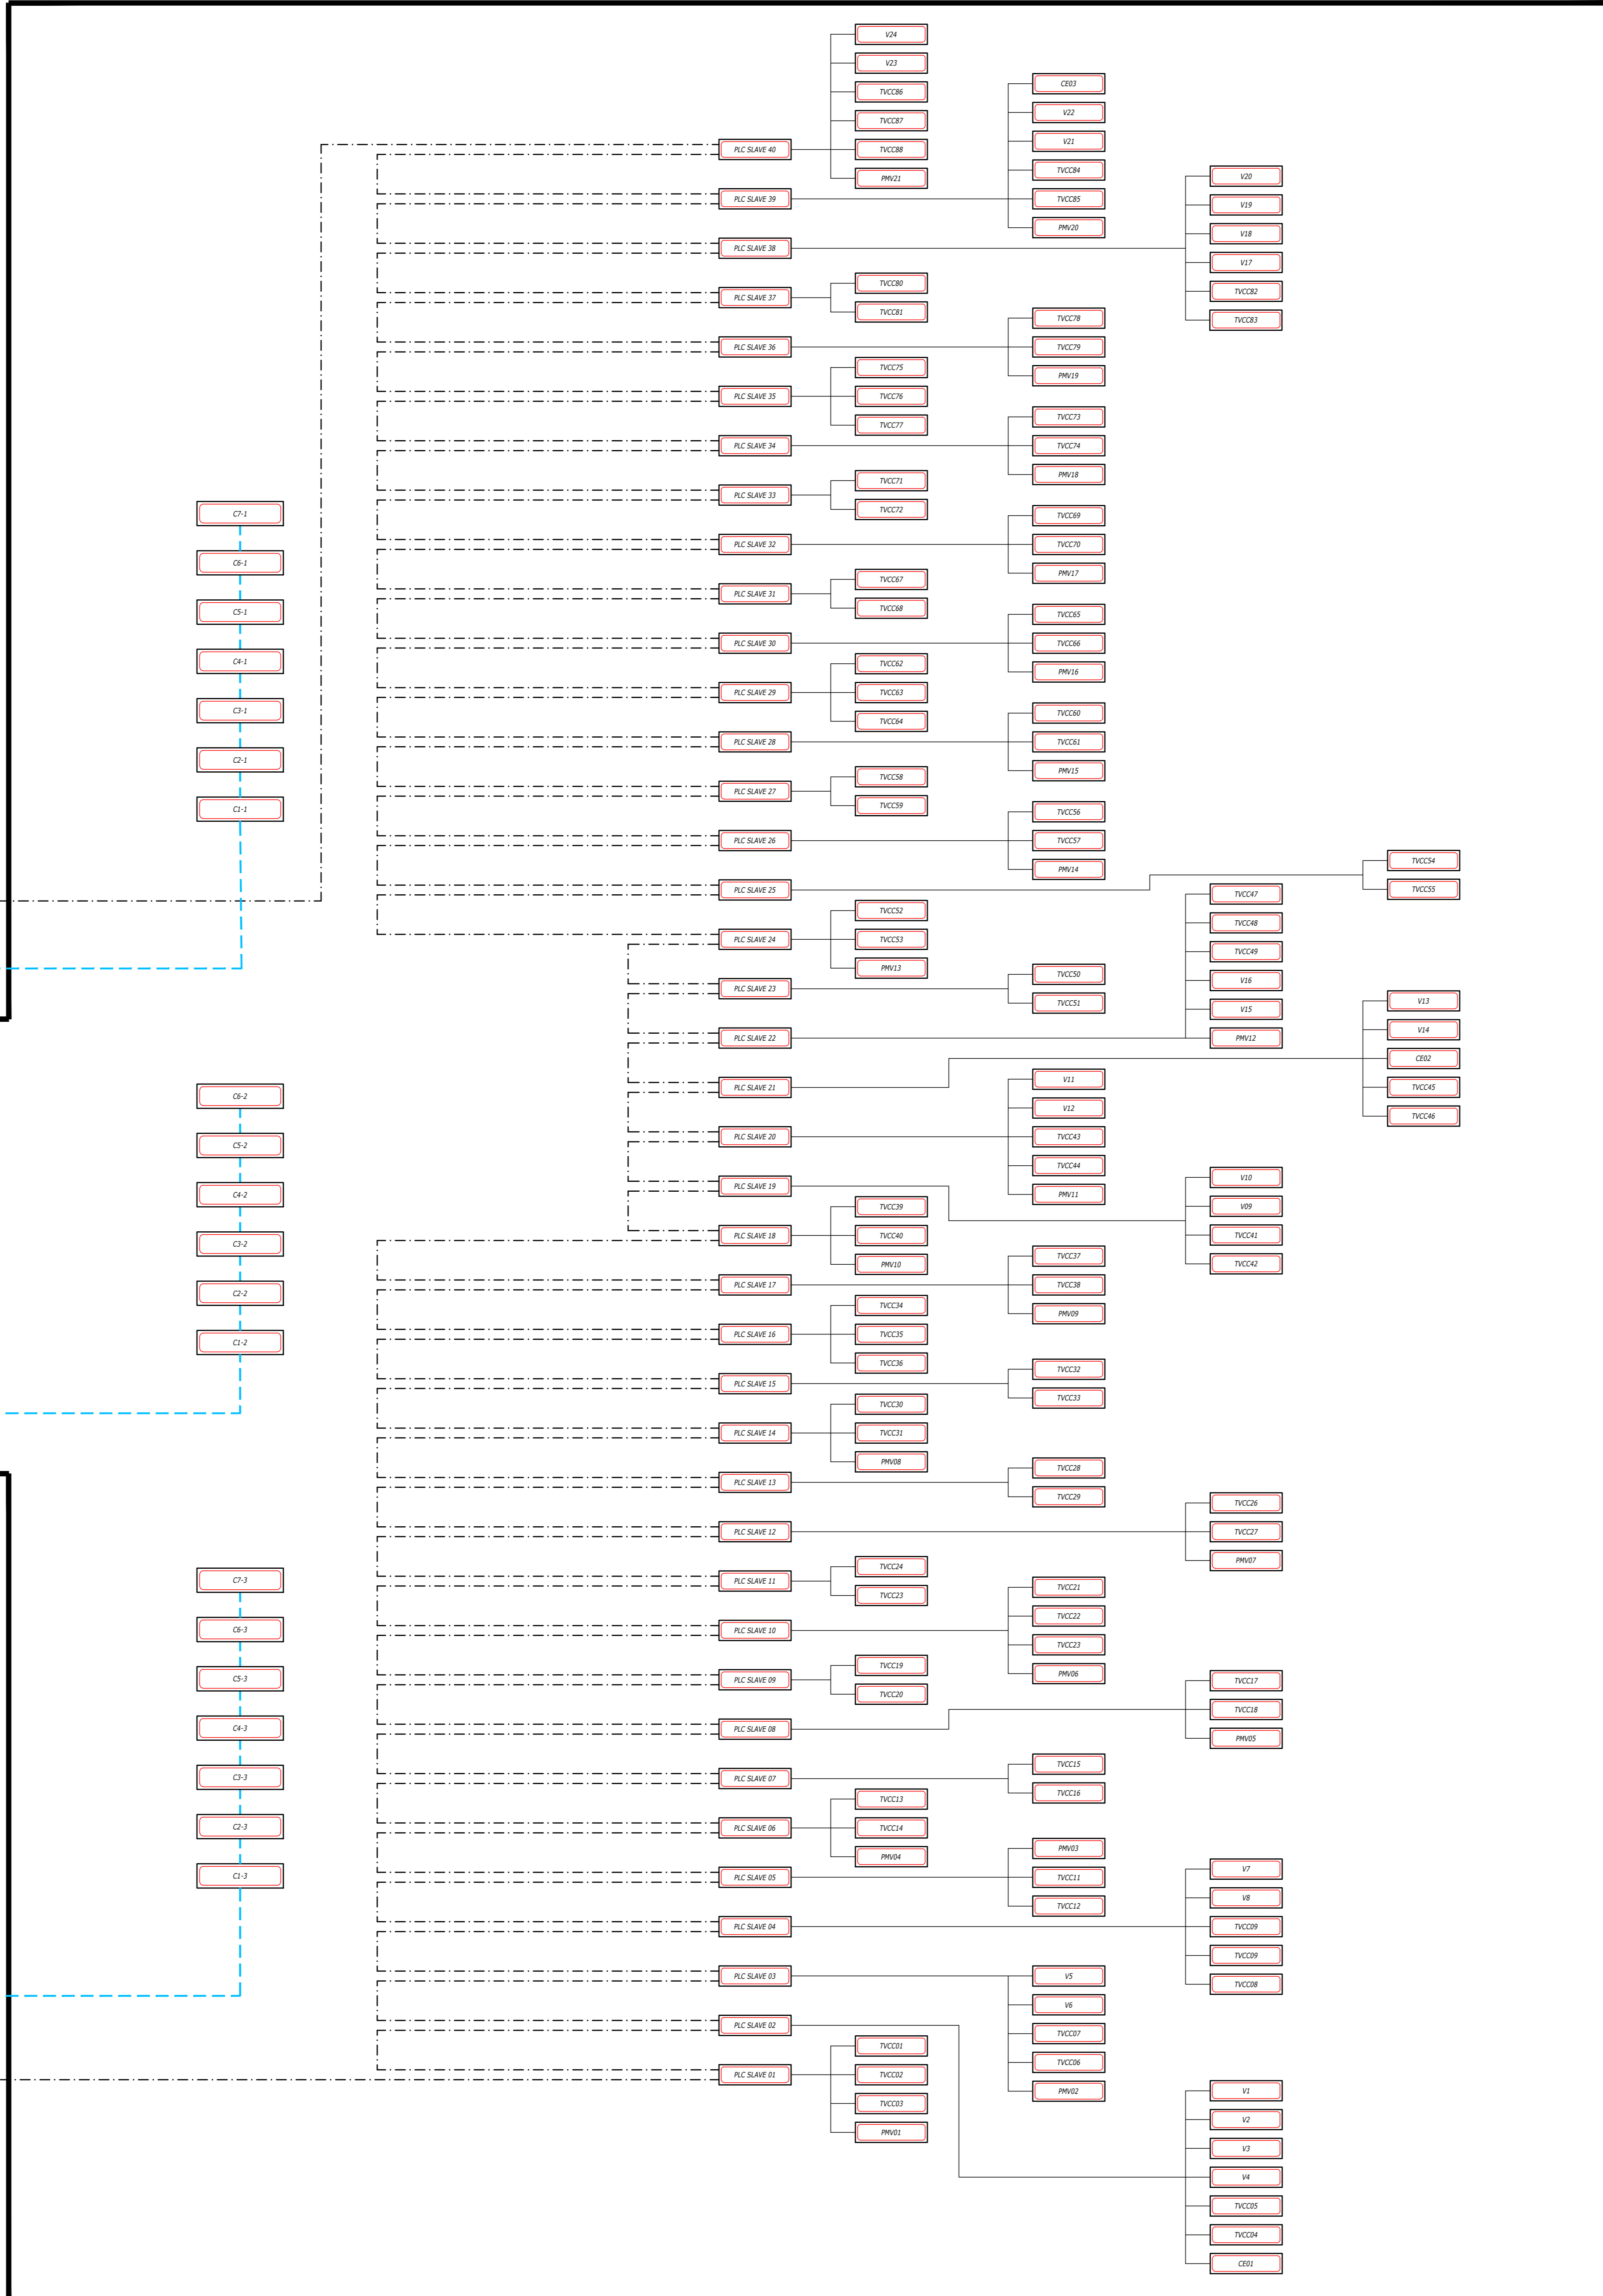 V24
V23
TVCC86
TVCC87
TVCC88
PMV21
CE03
V22
V21
TVCC84
TVCC85
PMV20
V20
V19
V18
V17
TVCC82
TVCC83
PLC SLAVE 40
PLC SLAVE 39
PLC SLAVE 38
PLC SLAVE 37
TVCC80
TVCC81
PLC SLAVE 36
TVCC78
TVCC79
PMV19
PLC SLAVE 35
TVCC75
TVCC76
TVCC77
PLC SLAVE 34
TVCC73
TVCC74
PMV18
PLC SLAVE 33
TVCC71
TVCC72
PLC SLAVE 32
TVCC69
TVCC70
PMV17
PLC SLAVE 31
TVCC67
TVCC68
PLC SLAVE 30
TVCC65
TVCC66
PMV16
PLC SLAVE 29
TVCC62
TVCC63
TVCC64
PLC SLAVE 28
TVCC60
TVCC61
PMV15
PLC SLAVE 27
TVCC58
TVCC59
PLC SLAVE 26
TVCC56
TVCC57
PMV14
PLC SLAVE 25
TVCC54
TVCC55
PLC SLAVE 24
TVCC52
TVCC53
PMV13
PLC SLAVE 23
TVCC50
TVCC51
PLC SLAVE 22
TVCC47
TVCC48
TVCC49
V16
V15
PMV12
PLC SLAVE 21
V13
V14
CE02
TVCC45
TVCC46
PLC SLAVE 20
V11
V12
TVCC43
TVCC44
PMV11
PLC SLAVE 19
V10
V09
TVCC41
TVCC42
PLC SLAVE 18
TVCC39
TVCC40
PMV10
PLC SLAVE 17
TVCC37
TVCC38
PMV09
PLC SLAVE 16
TVCC34
TVCC35
TVCC36
PLC SLAVE 15
TVCC32
TVCC33
PLC SLAVE 14
TVCC30
TVCC31
PMV08
PLC SLAVE 13
TVCC28
TVCC29
PLC SLAVE 12
TVCC26
TVCC27
PMV07
PLC SLAVE 11
TVCC24
TVCC23
PLC SLAVE 10
TVCC21
TVCC22
TVCC23
PMV06
PLC SLAVE 09
TVCC19
TVCC20
PLC SLAVE 08
TVCC17
TVCC18
PMV05
PLC SLAVE 07
TVCC15
TVCC16
PLC SLAVE 06
TVCC13
TVCC14
PMV04
PLC SLAVE 05
PMV03
TVCC11
TVCC12
PLC SLAVE 04
V7
V8
TVCC09
TVCC09
TVCC08
PLC SLAVE 03
V5
V6
TVCC07
TVCC06
PMV02
PLC SLAVE 02
V1
V2
V3
V4
TVCC05
TVCC04
CE01
PLC SLAVE 01
TVCC01
TVCC02
TVCC03
PMV01
C7-1
C6-1
C5-1
C4-1
C3-1
C2-1
C1-1
C6-2
C5-2
C4-2
C3-2
C2-2
C1-2
C7-3
C6-3
C5-3
C4-3
C3-3
C2-3
C1-3